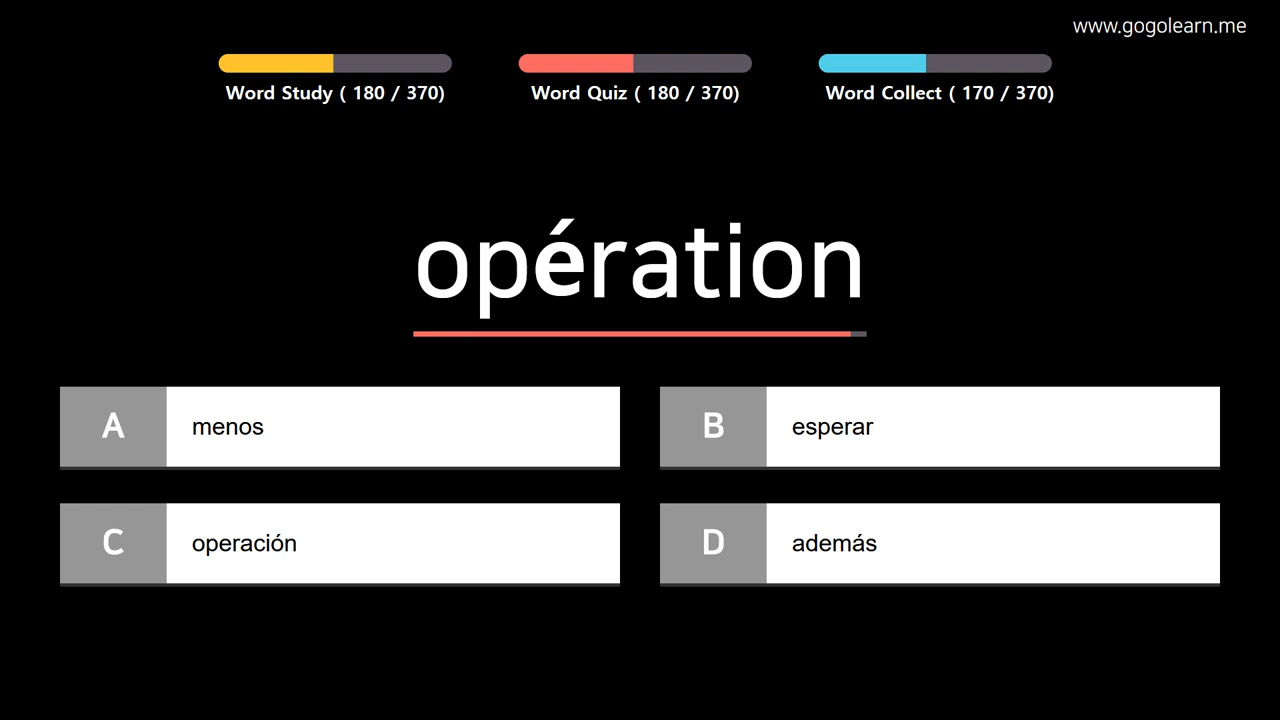 www.gogolearn.me
Word Study ( 180 / 370)
Word Quiz ( 180 / 370)
Word Collect ( 170 / 370)
opération
A menos
B esperar
C operación
D además